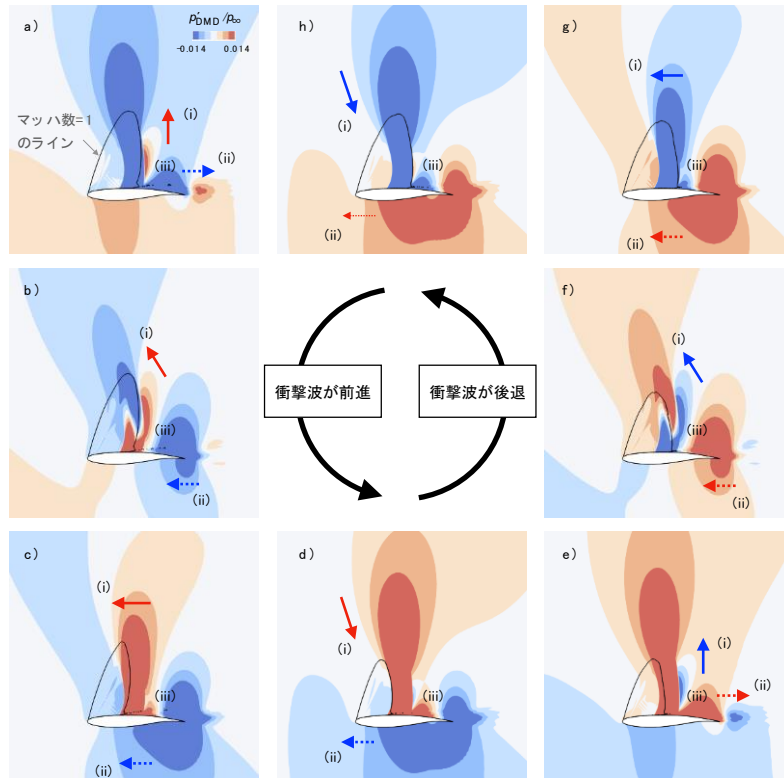 a)
p′DMD/p∞
-0.014 0.014
(i)
マッハ数=1
のライン
(iii)
(ii)
h)
(i)
(iii)
(ii)
g)
(i)
(iii)
(ii)
b)
(i)
(iii)
(ii)
衝撃波が前進
衝撃波が後退
f)
(i)
(iii)
(ii)
c)
(i)
(iii)
(ii)
d)
(i)
(iii)
(ii)
e)
(i)
(iii)
(ii)